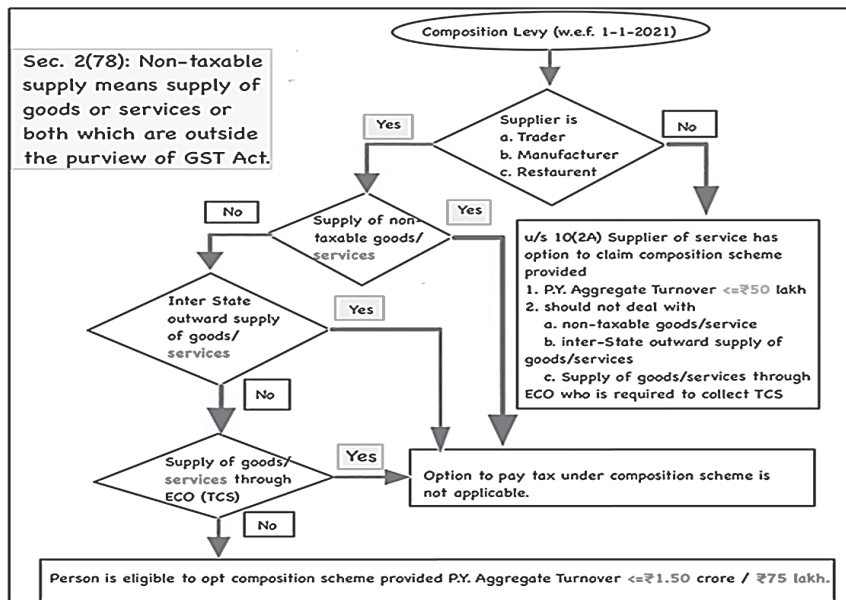 Composition Levy (w.e.f. 1-1-2021)
Sec. 2(78): Non-taxable
supply means supply of
goods or services or
both which are outside
the purview of GST Act.
Supplier is
a. Trader
b. Manufacturer
c. Restaurent
Yes
No
Supply of non-
taxable goods/
services
No
Yes
u/s 10(2A) Supplier of service has
option to claim composition scheme
provided
1. P.Y. Aggregate Turnover <=₹50 lakh
2. should not deal with
a. non-taxable goods/service
b. inter-State outward supply of
goods/services
c. Supply of goods/services through
ECO who is required to collect TCS
Inter State
outward supply
of goods/
services
Yes
No
Supply of goods/
services through
ECO (TCS)
Yes
No
Option to pay tax under composition scheme is
not applicable.
Person is eligible to opt composition scheme provided P.Y. Aggregate Turnover <=₹1.50 crore / ₹75 lakh.